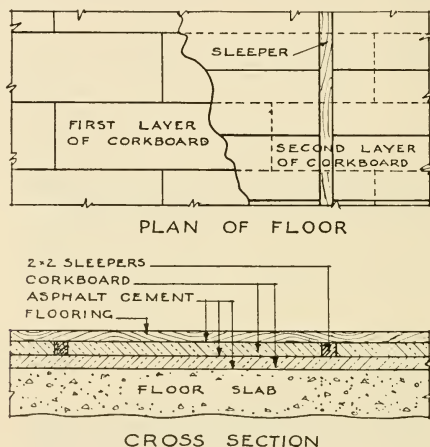 SLEEPER
FIRST LAYER
OF CORKBOARD
SECOND LAYER
OF CORKBOARD
PLAN OF FLOOR
2×2 SLEEPERS
CORKBOARD
ASPHALT CEMENT
FLOORING
FLOOR SLAB
CROSS SECTION